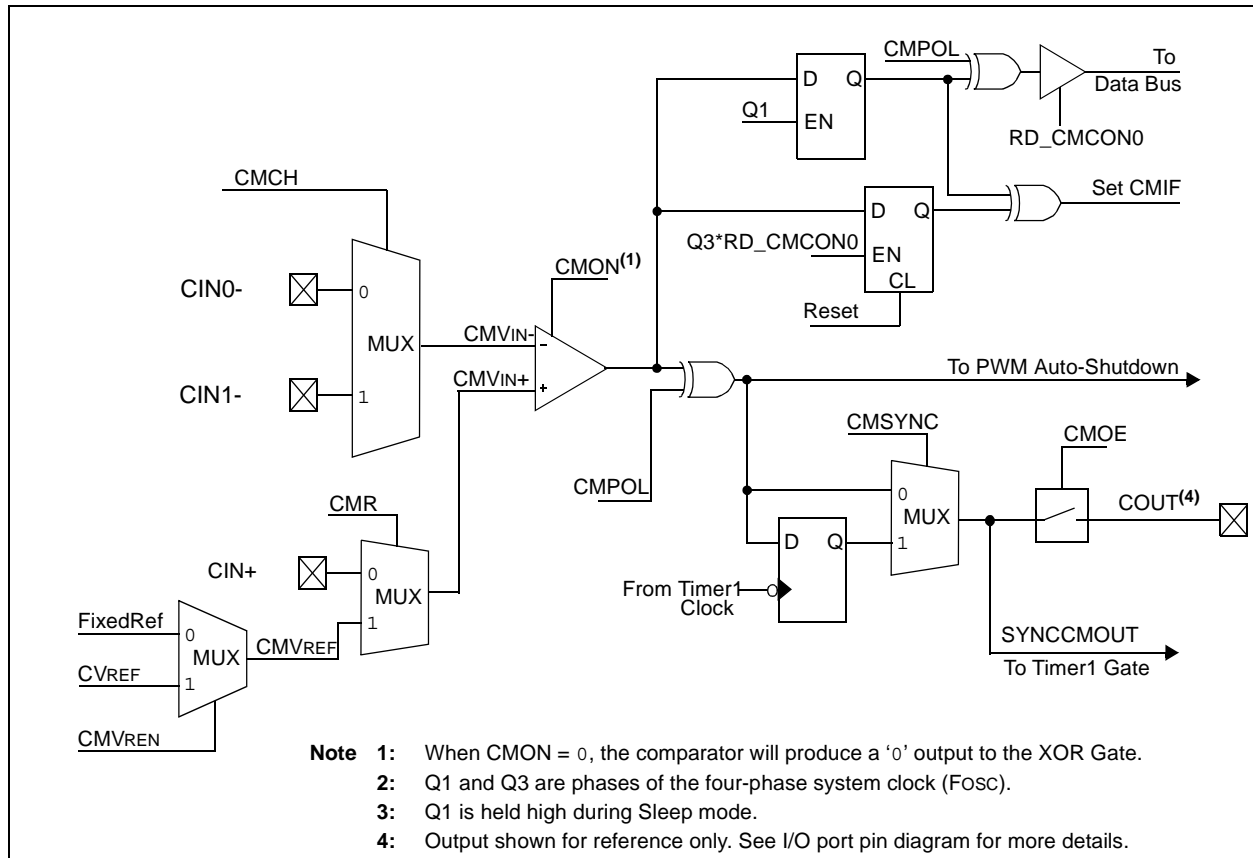 CMPOL
To
Data Bus
D Q
Q1
EN
RD_CMCON0
CMCH
Set CMIF
D Q
Q3*RD_CMCON0
EN
CL
Reset
CMON(1)
CIN0-
0
MUX
CMVIN-
-
CIN1-
1
CMVIN+
+
To PWM Auto-Shutdown
CMSYNC
CMOE
CMPOL
0
MUX
COUT(4)
CMR
D Q
1
CIN+
0
MUX
From Timer1
Clock
FixedRef
0
1
MUX
CMVREF
SYNCCMOUT
CVREF
1
To Timer1 Gate
CMVREN
Note 1: When CMON = 0, the comparator will produce a ‘0’ output to the XOR Gate.
2: Q1 and Q3 are phases of the four-phase system clock (FOSC).
3: Q1 is held high during Sleep mode.
4: Output shown for reference only. See I/O port pin diagram for more details.